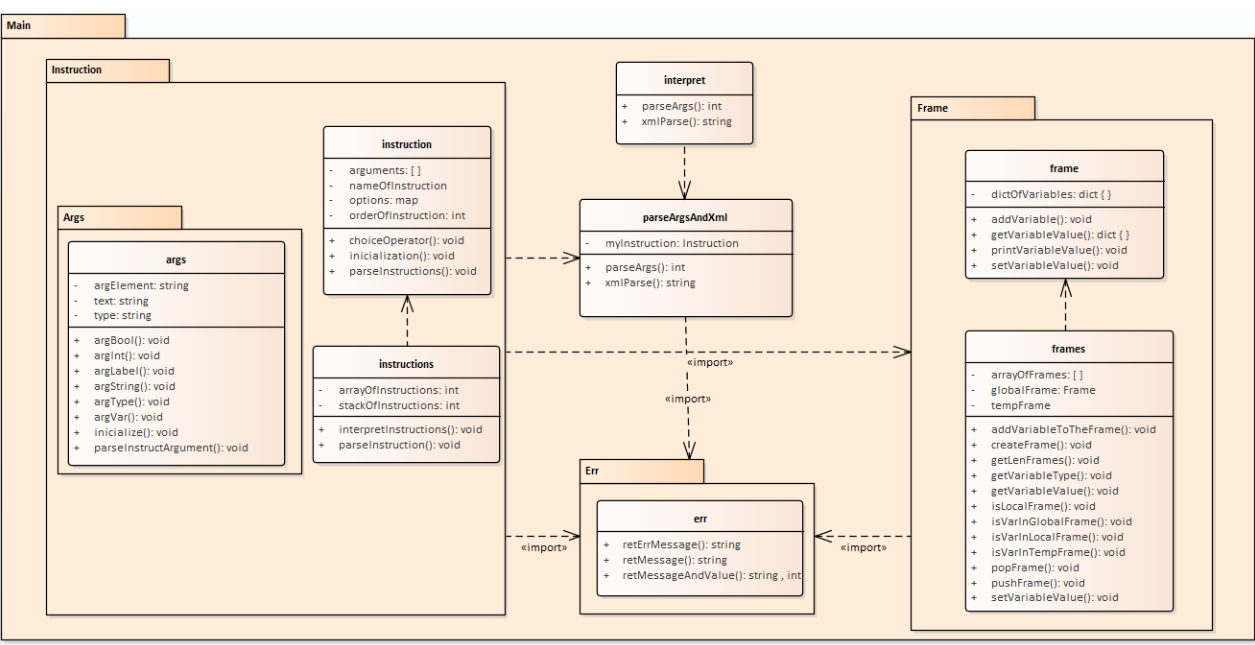 Main
Instruction
instruction
- arguments: [ ]
- nameOfInstruction
- options: map
- orderOfInstruction: int
+ choiceOperator(): void
+ inicialization(): void
+ parseInstructions(): void
Args
args
- argElement: string
- text: string
- type: string
+ argBool(): void
+ argInt(): void
+ argLabel(): void
+ argString(): void
+ argType(): void
+ argVar(): void
+ inicialize(): void
+ parseInstructArgument(): void
instructions
- arrayOfInstructions: int
- stackOfInstructions: int
+ interpretInstructions(): void
+ parseInstruction(): void
interpret
+ parseArgs(): int
+ xmlParse(): string
parseArgsAndXml
- myInstruction: Instruction
+ parseArgs(): int
+ xmlParse(): string
«import»
«import»
Err
err
+ retErrMessage(): string
+ retMessage(): string
+ retMessageAndValue(): string , int
«import»
«import»
Frame
frame
- dictOfVariables: dict { }
+ addVariable(): void
+ getVariableValue(): dict { }
+ printVariableValue(): void
+ setVariableValue(): void
frames
- arrayOfFrames: [ ]
- globalFrame: Frame
- tempFrame
+ addVariableToTheFrame(): void
+ createFrame(): void
+ getLenFrames(): void
+ getVariableType(): void
+ getVariableValue(): void
+ isLocalFrame(): void
+ isVarInGlobalFrame(): void
+ isVarInLocalFrame(): void
+ isVarInTempFrame(): void
+ popFrame(): void
+ pushFrame(): void
+ setVariableValue(): void